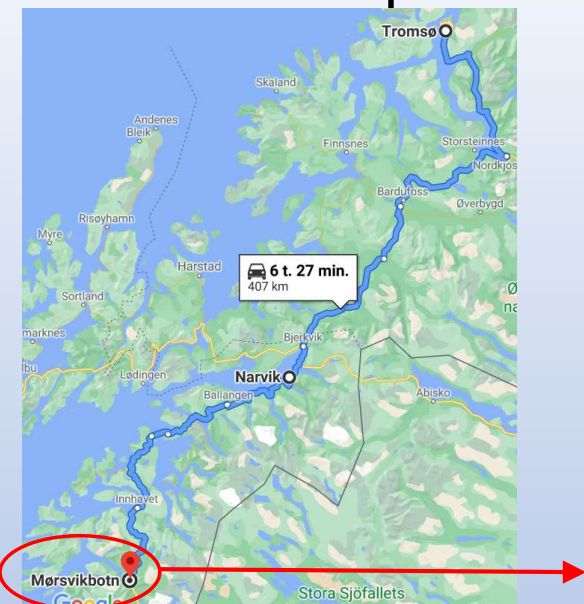 Tromsø
Skaland
Andenes
Bleik
Finnsnes
Storsteinnes
Nordkjos
Bardufoss
Øverbygd
Risøyhamn
Myre
Harstad
6 t. 27 min.
407 km
Sortland
Bjerkvik
Lødingen
Narvik
Ballangen
Abisko
Innhavet
Mørsvikbotn
Google
Stora Sjöfallets